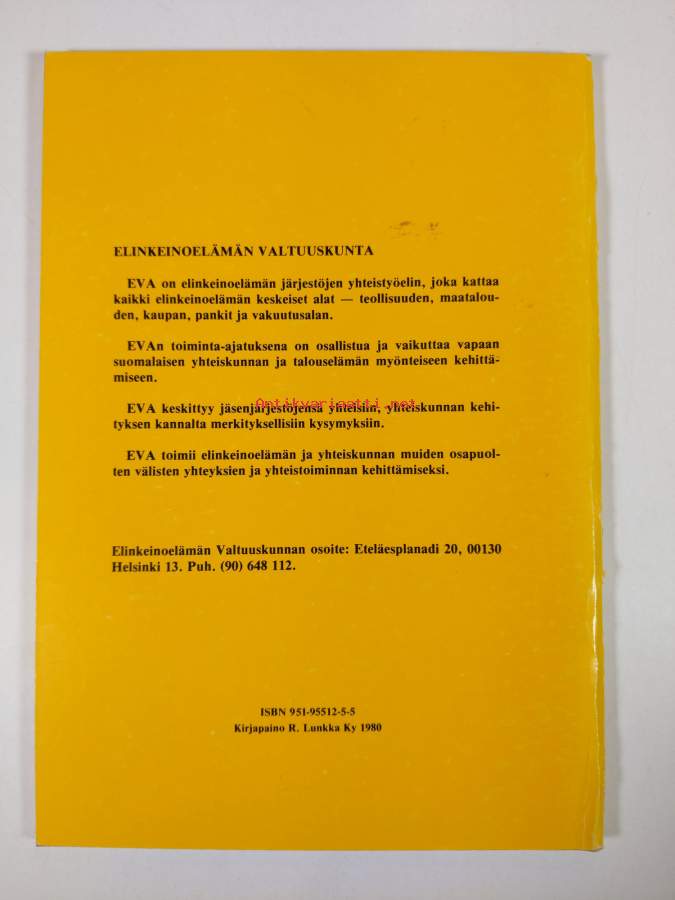 ELINKEINOELÄMÄN VALTUUSKUNTA
EVA on elinkeinoelämän järjestöjen yhteistyöelin, joka kattaa
kaikki elinkeinoelämän keskeiset alat — teollisuuden, maatalou-
den, kaupan, pankit ja vakuutusalan.
EVAn toiminta-ajatuksena on osallistua ja vaikuttaa vapaan
suomalaisen yhteiskunnan ja talouselämän myönteiseen kehittä-
miseen.
Antikvariaatti.net
EVA keskittyy jäsenjärjestöjensä yhteisiin, yhteiskunnan kehi-
tyksen kannalta merkityksellisiin kysymyksiin.
EVA toimii elinkeinoelämän ja yhteiskunnan muiden osapuol-
ten välisten yhteyksien ja yhteistoiminnan kehittämiseksi.
Elinkeinoelämän Valtuuskunnan osoite: Eteläesplanadi 20, 00130
Helsinki 13. Puh. (90) 648 112.
ISBN 951-95512-5-5
Kirjapaino R. Lunkka Ky 1980